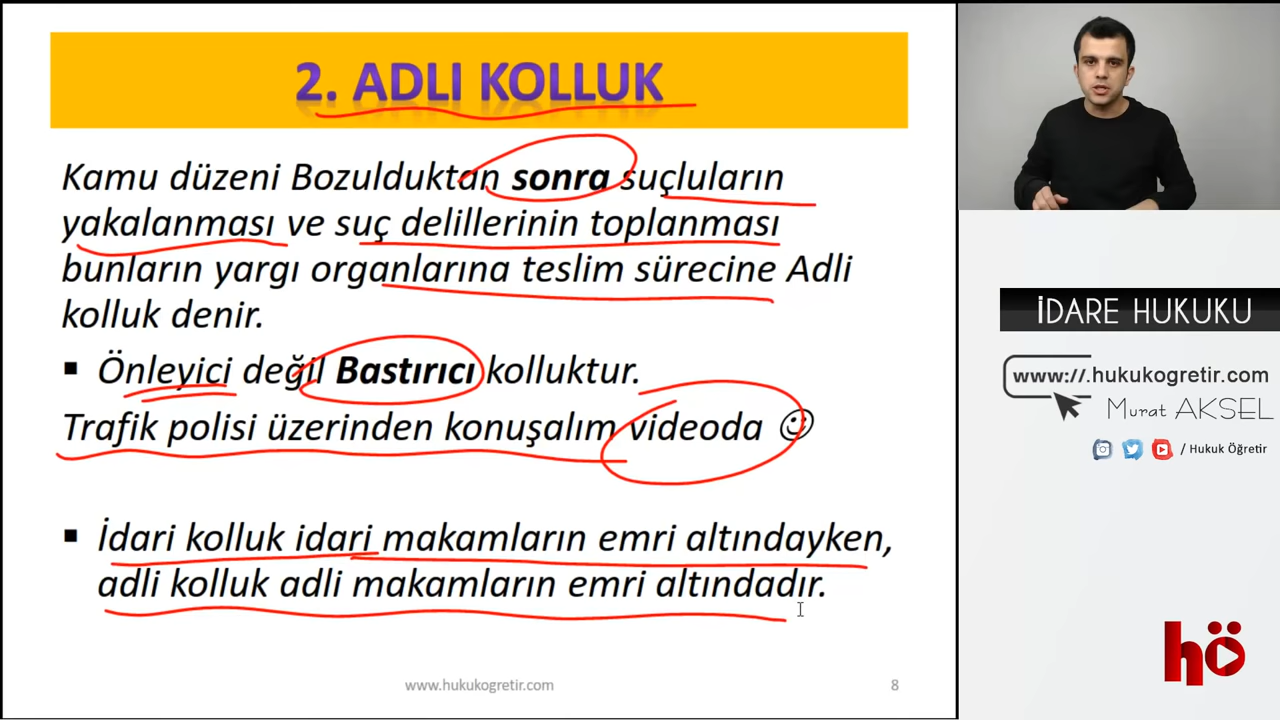 2. ADLI KOLLUK
Kamu düzeni Bozulduktan sonra suçluların
yakalanması ve suç delillerinin toplanması
bunların yargı organlarına teslim sürecine Adli
kolluk denir.
▪ Önleyici değil Bastırıcı kolluktur.
Trafik polisi üzerinden konuşalım videoda ☺
▪ İdari kolluk idari makamların emri altındayken,
adli kolluk adli makamların emri altındadır.
www.hukukogretir.com
8
İDARE HUKUKU
www://.hukukogretir.com
Murat AKSEL
/ Hukuk Öğretir
hö